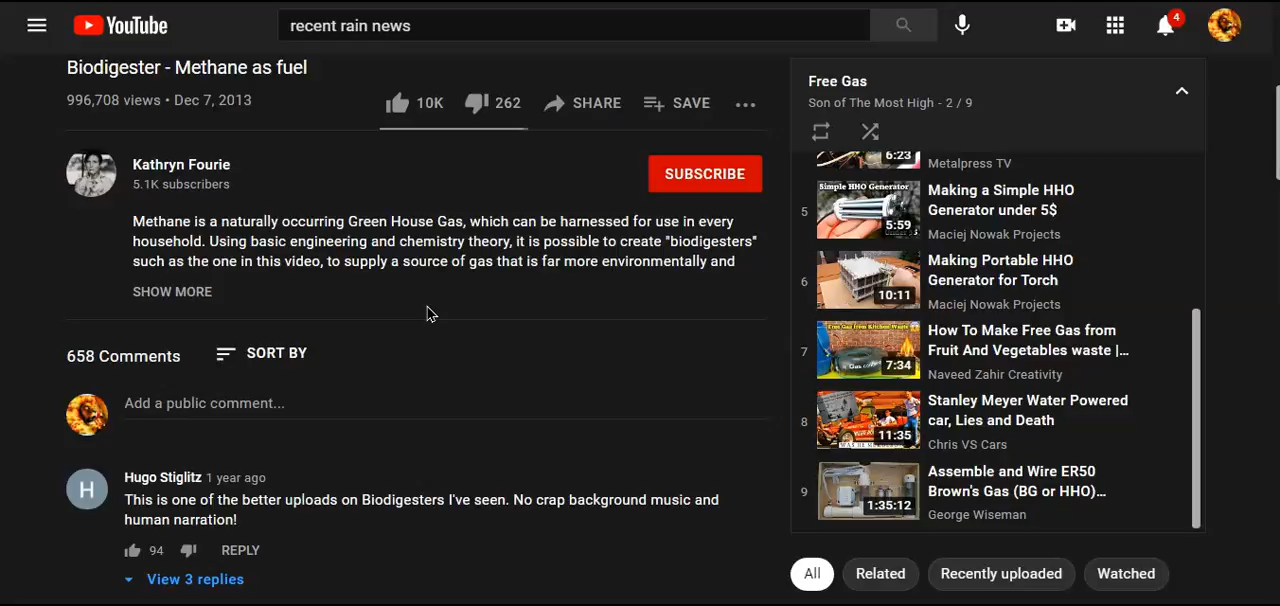 YouTube
recent rain news
4
Biodigester - Methane as fuel
996,708 views • Dec 7, 2013
10K
262
SHARE
SAVE
Kathryn Fourie
5.1K subscribers
SUBSCRIBE
Methane is a naturally occurring Green House Gas, which can be harnessed for use in every
household. Using basic engineering and chemistry theory, it is possible to create "biodigesters"
such as the one in this video, to supply a source of gas that is far more environmentally and
SHOW MORE
658 Comments
SORT BY
Add a public comment...
H
Hugo Stiglitz 1 year ago
This is one of the better uploads on Biodigesters I've seen. No crap background music and
human narration!
94
REPLY
View 3 replies
Free Gas
Son of The Most High - 2 / 9
6:23
Metalpress TV
5
Simple HHO Generator
5:59
Making a Simple HHO
Generator under 5$
Maciej Nowak Projects
6
10:11
Making Portable HHO
Generator for Torch
Maciej Nowak Projects
7
Free Gas from Kitchen Waste
7:34
How To Make Free Gas from
Fruit And Vegetables waste |...
Naveed Zahir Creativity
8
11:35
Stanley Meyer Water Powered
car, Lies and Death
Chris VS Cars
9
1:35:12
Assemble and Wire ER50
Brown's Gas (BG or HHO)...
George Wiseman
All
Related
Recently uploaded
Watched